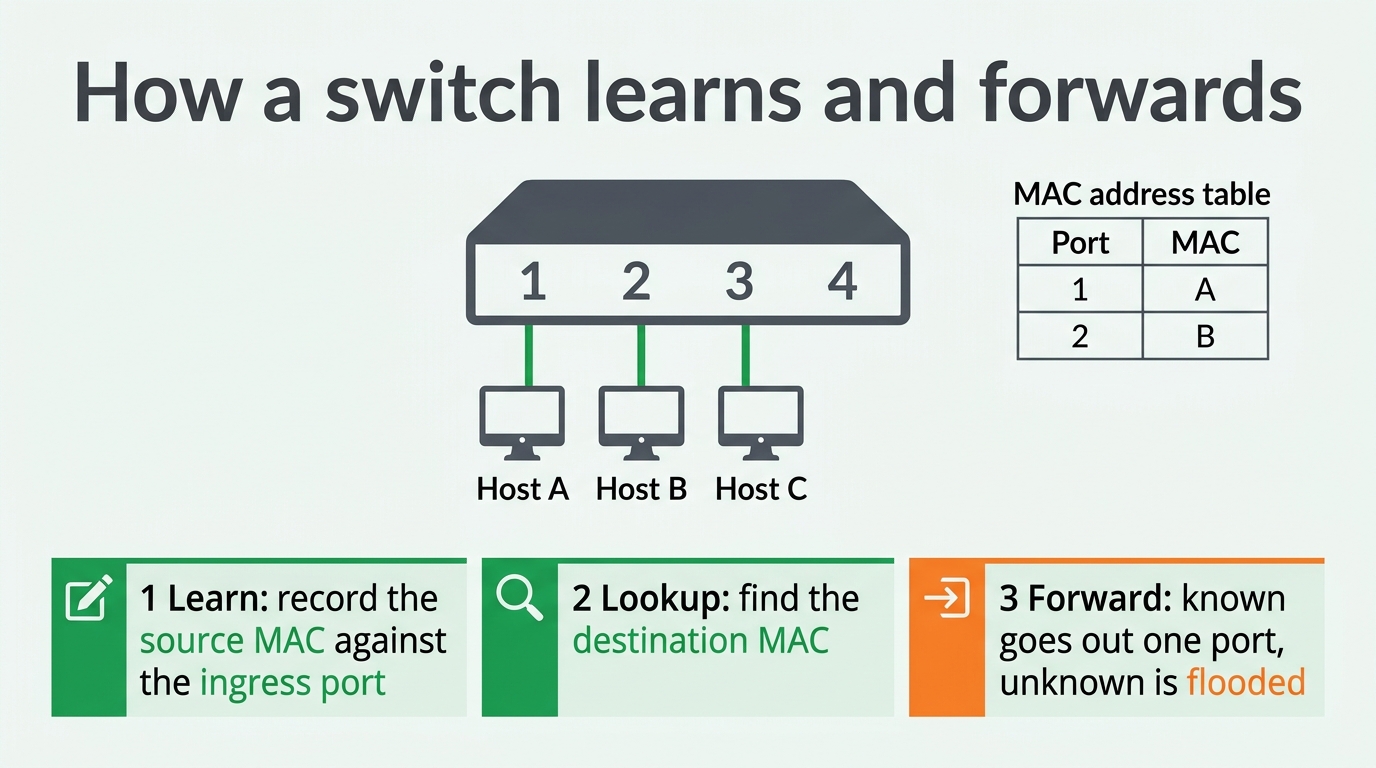 How a switch learns and forwards
1 2 3 4
Host A Host B Host C
MAC address table
Port MAC
1 A
2 B
1 Learn: record the
source MAC against
the ingress port
2 Lookup: find the
destination MAC
3 Forward: known
goes out one port,
unknown is flooded